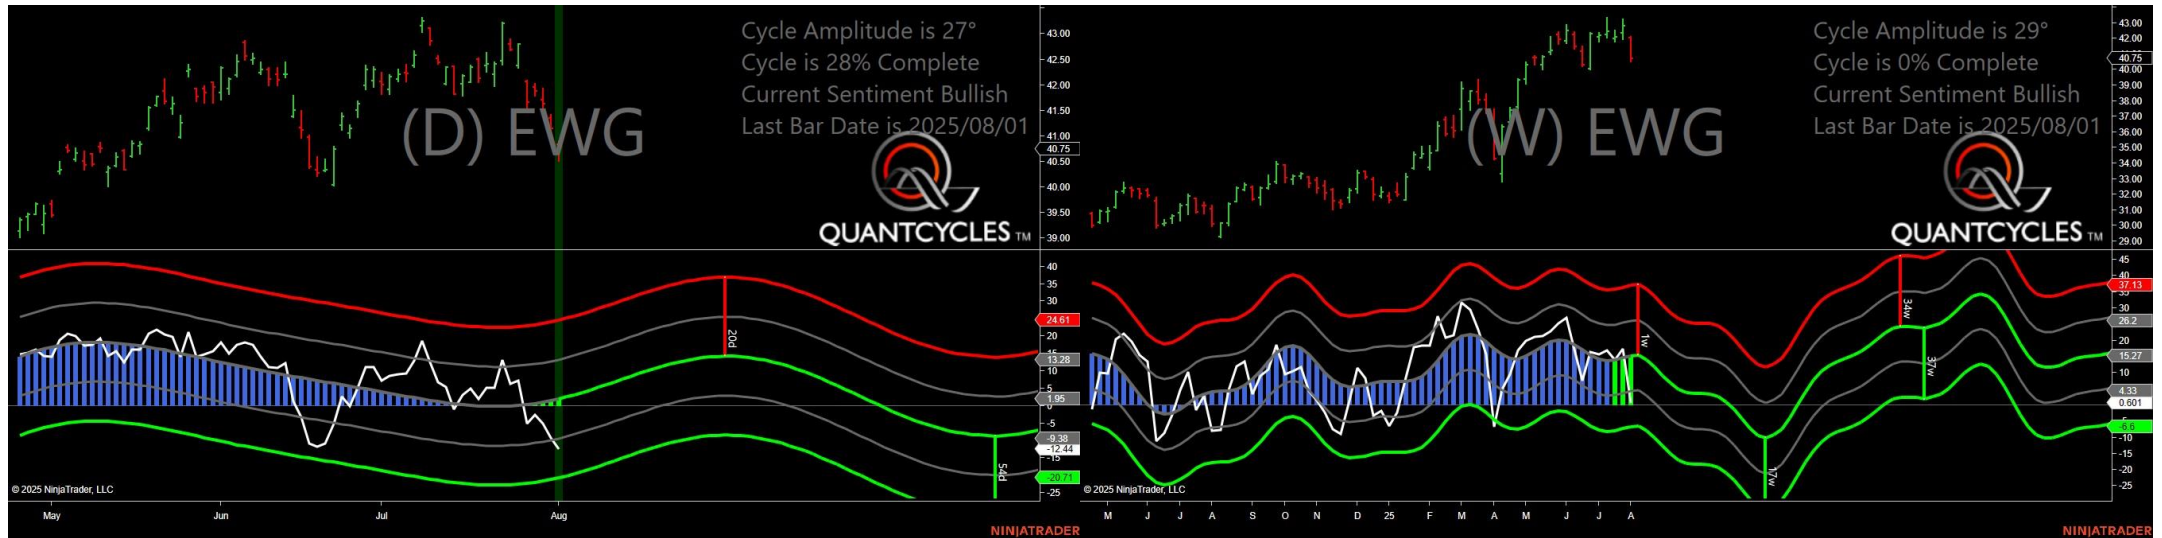 Cycle Amplitude is 27°
Cycle is 28% Complete
Current Sentiment Bullish
Last Bar Date is 2025/08/01
(D) EWG
QUANTCYCLES TM
43.00
42.50
42.00
41.50
41.00
40.75
40.50
40.00
39.50
39.00
40
35
30
24.61
20
15
13.28
10
5
1.95
0
-5
-9.38
-12.44
-15
-20.71
-25
20d
54d
© 2025 NinjaTrader, LLC
May
Jun
Jul
Aug
NINJATRADER
Cycle Amplitude is 29°
Cycle is 0% Complete
Current Sentiment Bullish
Last Bar Date is 2025/08/01
(W) EWG
QUANTCYCLES TM
43.00
42.00
40.75
40.00
39.00
38.00
37.00
36.00
35.00
34.00
33.00
32.00
31.00
30.00
29.00
45
40
37.13
35
30
26.2
20
15.27
10
4.33
0.601
-5
-6.6
-10
-15
-20
-25
1w
17w
34w
37w
© 2025 NinjaTrader, LLC
M
J
J
A
S
O
N
D
25
F
M
A
M
J
J
A
NINJATRADER